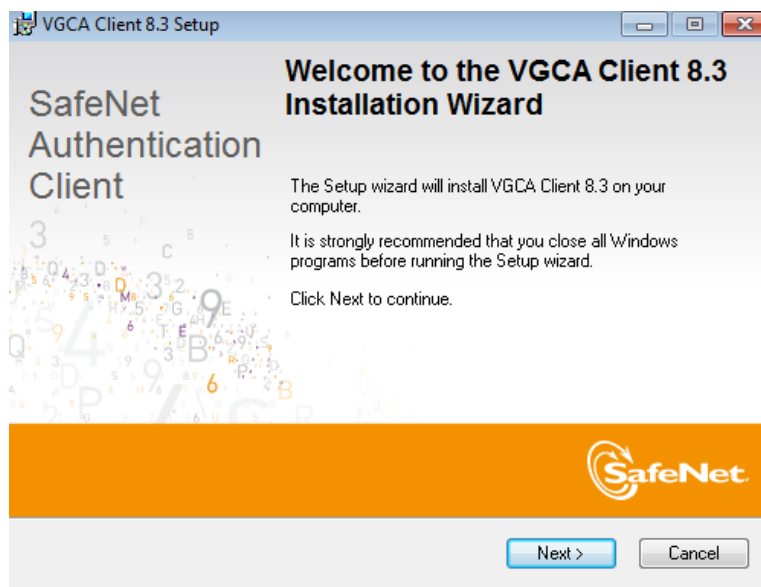 VGCA Client 8.3 Setup
Welcome to the VGCA Client 8.3
Installation Wizard
SafeNet
Authentication
Client
The Setup wizard will install VGCA Client 8.3 on your
computer.
It is strongly recommended that you close all Windows
programs before running the Setup wizard.
Click Next to continue.
SafeNet.
Next >
Cancel